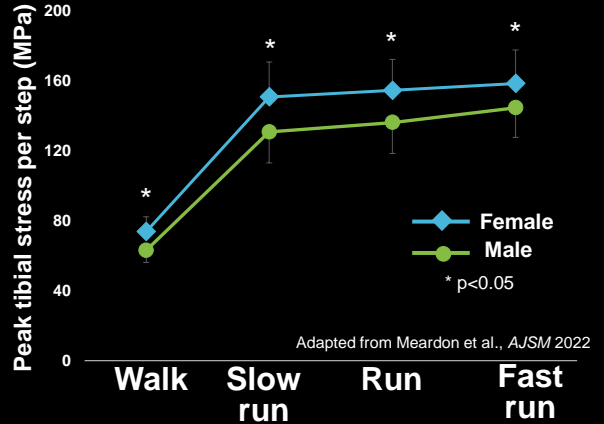 Peak tibial stress per step (MPa)
200
160
120
80
40
0
*
*
*
*
Female
Male
* p<0.05
Adapted from Meardon et al., AJSM 2022
Walk
Slow
run
Run
Fast
run